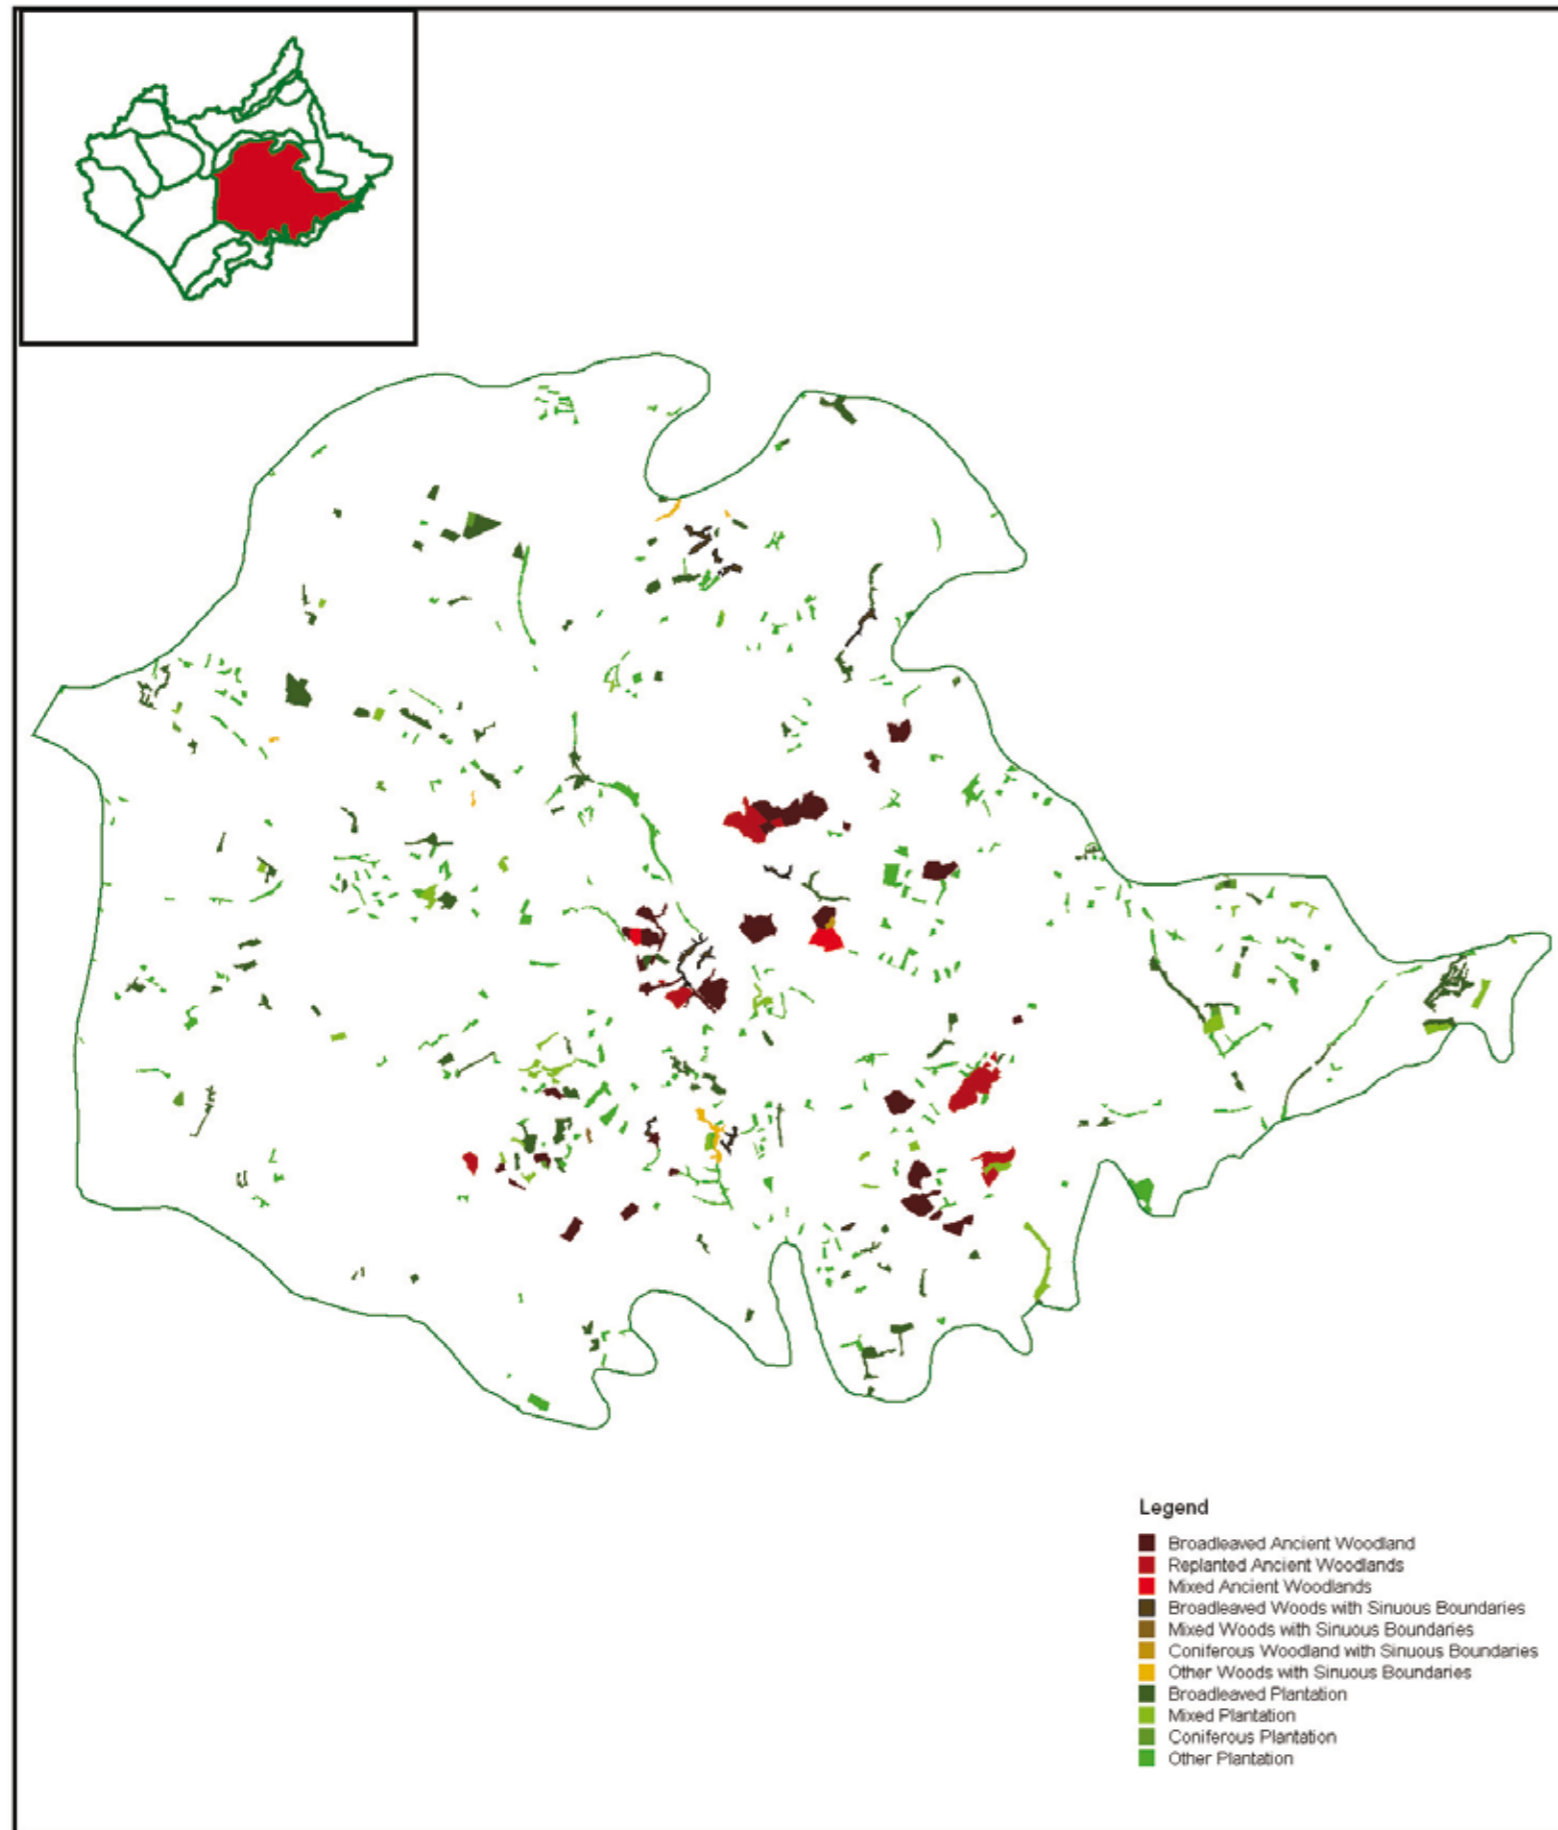 Legend
Broadleaved Ancient Woodland
Replanted Ancient Woodlands
Mixed Ancient Woodlands
Broadleaved Woods with Sinuous Boundaries
Mixed Woods with Sinuous Boundaries
Coniferous Woodland with Sinuous Boundaries
Other Woods with Sinuous Boundaries
Broadleaved Plantation
Mixed Plantation
Coniferous Plantation
Other Plantation